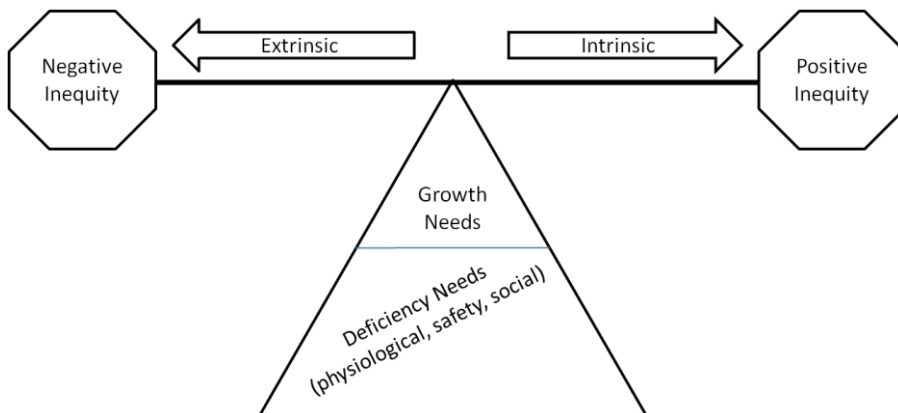 Negative
Inequity
Extrinsic
Intrinsic
Positive
Inequity
Growth
Needs
Deficiency Needs
(physiological, safety, social)